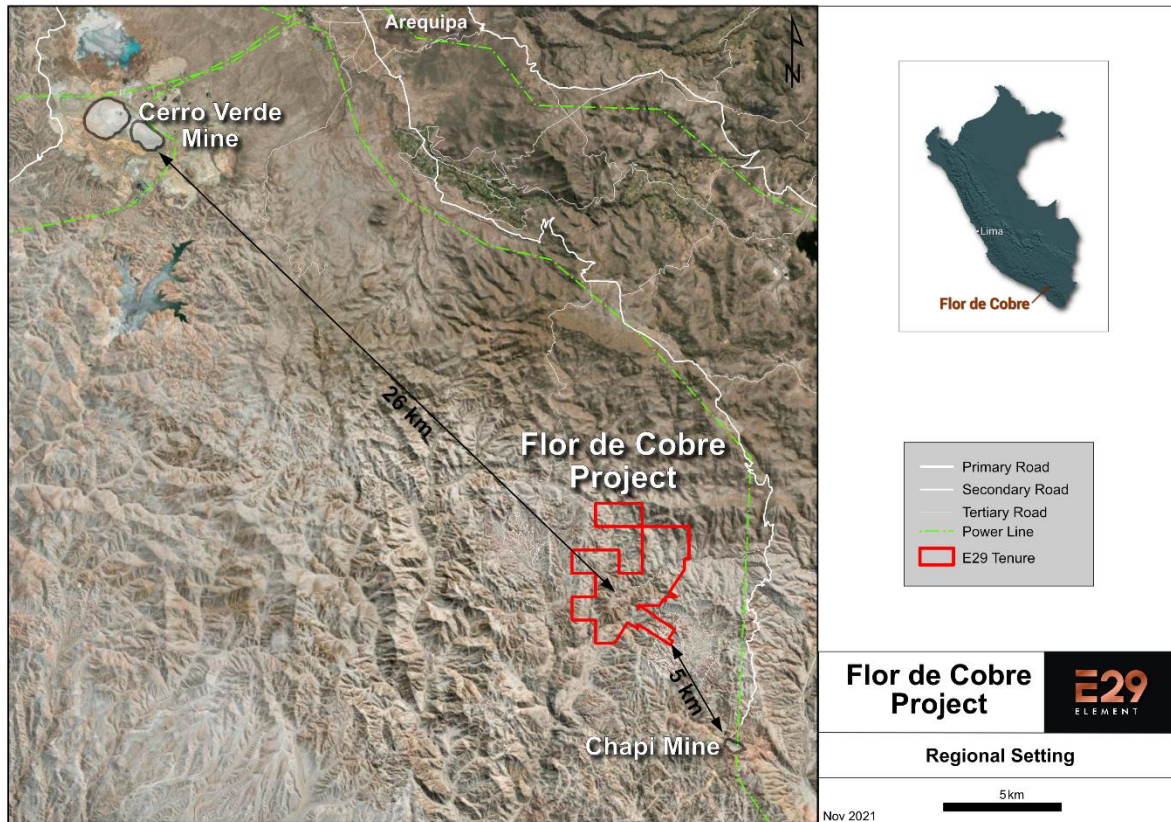 Arequipa
N
Cerro Verde
Mine
26 km
Flor de Cobre
Project
5 km
Chapi Mine
Lima
Flor de Cobre
Primary Road
Secondary Road
Tertiary Road
Power Line
E29 Tenure
Flor de Cobre
Project
E29
ELEMENT
Regional Setting
Nov 2021
5km